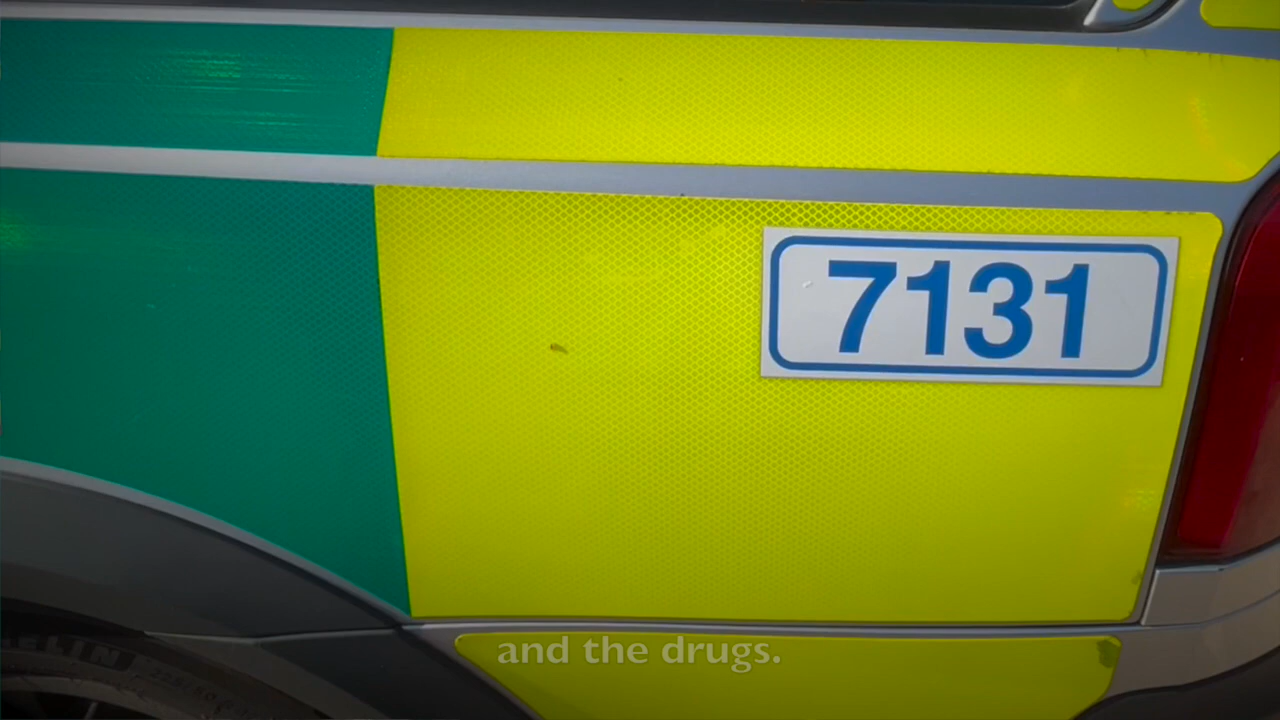 7131
and the drugs.